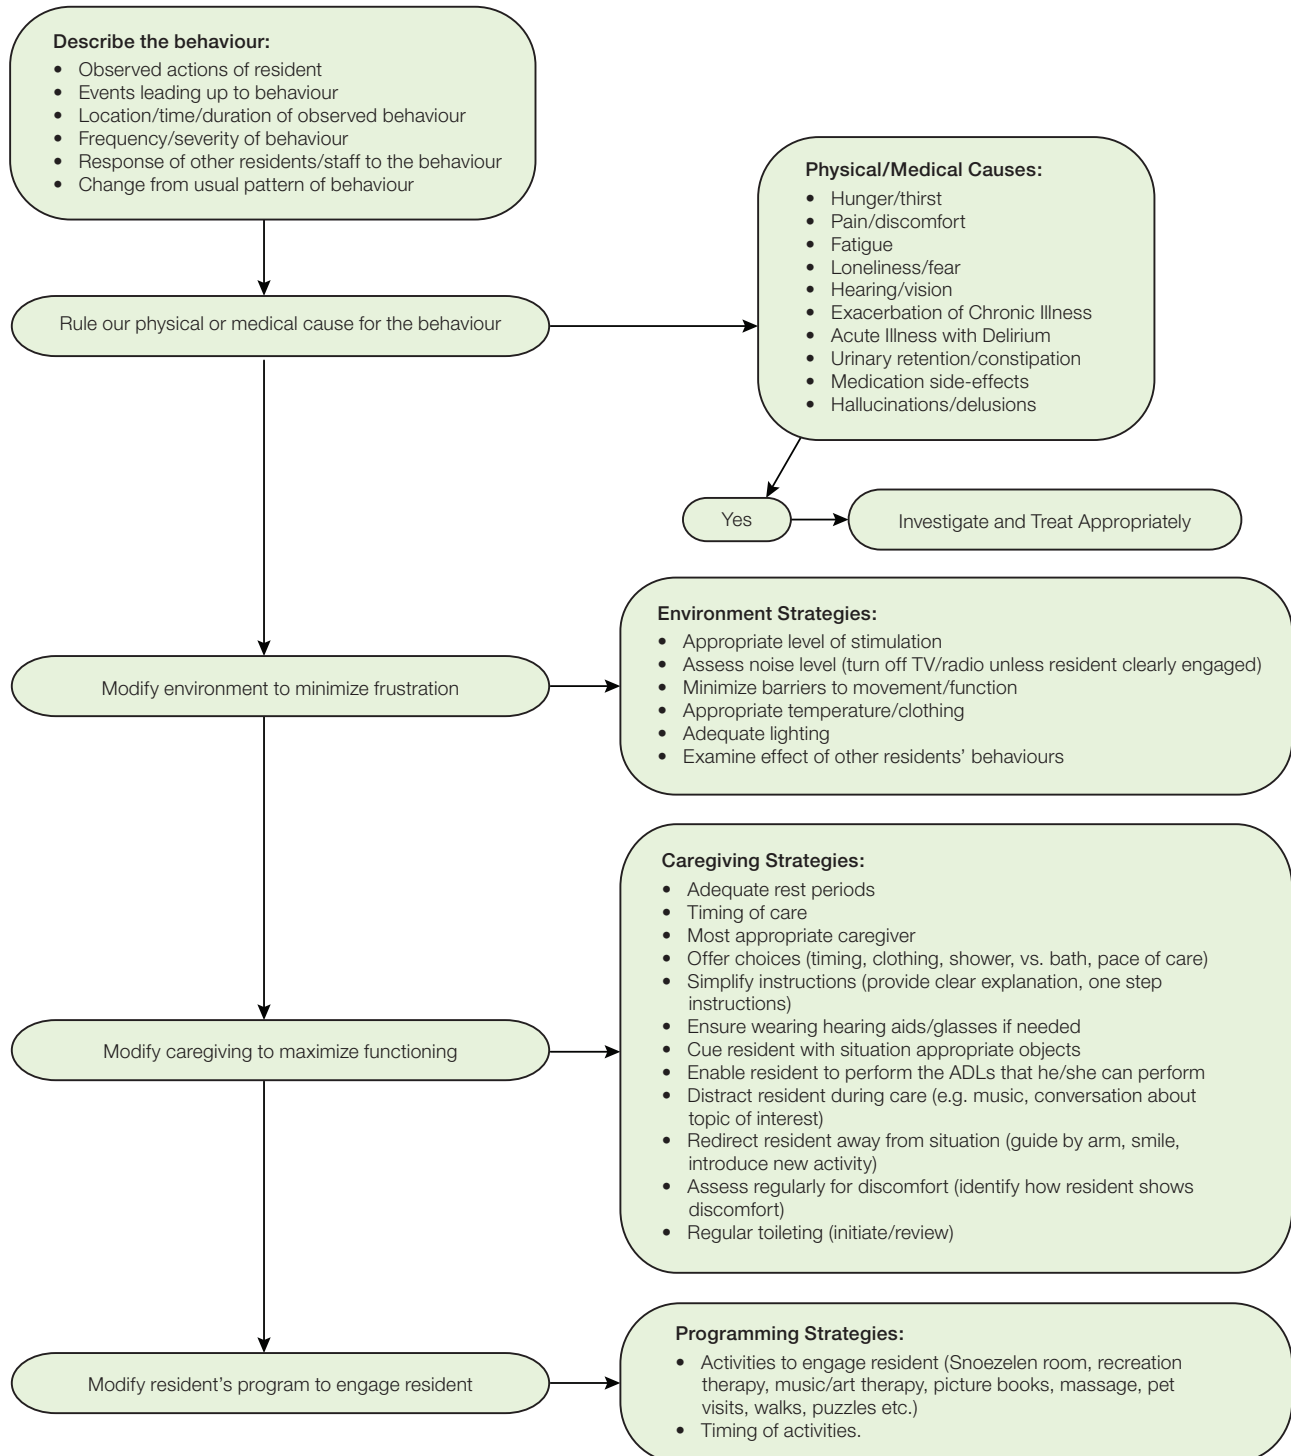 Describe the behaviour:
• Observed actions of resident
• Events leading up to behaviour
• Location/time/duration of observed behaviour
• Frequency/severity of behaviour
• Response of other residents/staff to the behaviour
• Change from usual pattern of behaviour
Rule our physical or medical cause for the behaviour
Physical/Medical Causes:
• Hunger/thirst
• Pain/discomfort
• Fatigue
• Loneliness/fear
• Hearing/vision
• Exacerbation of Chronic Illness
• Acute Illness with Delirium
• Urinary retention/constipation
• Medication side-effects
• Hallucinations/delusions
Yes
Investigate and Treat Appropriately
Modify environment to minimize frustration
Environment Strategies:
• Appropriate level of stimulation
• Assess noise level (turn off TV/radio unless resident clearly engaged)
• Minimize barriers to movement/function
• Appropriate temperature/clothing
• Adequate lighting
• Examine effect of other residents’ behaviours
Modify caregiving to maximize functioning
Caregiving Strategies:
• Adequate rest periods
• Timing of care
• Most appropriate caregiver
• Offer choices (timing, clothing, shower, vs. bath, pace of care)
• Simplify instructions (provide clear explanation, one step
instructions)
• Ensure wearing hearing aids/glasses if needed
• Cue resident with situation appropriate objects
• Enable resident to perform the ADLs that he/she can perform
• Distract resident during care (e.g. music, conversation about
topic of interest)
• Redirect resident away from situation (guide by arm, smile,
introduce new activity)
• Assess regularly for discomfort (identify how resident shows
discomfort)
• Regular toileting (initiate/review)
Modify resident’s program to engage resident
Programming Strategies:
• Activities to engage resident (Snoezelen room, recreation
therapy, music/art therapy, picture books, massage, pet
visits, walks, puzzles etc.)
• Timing of activities.